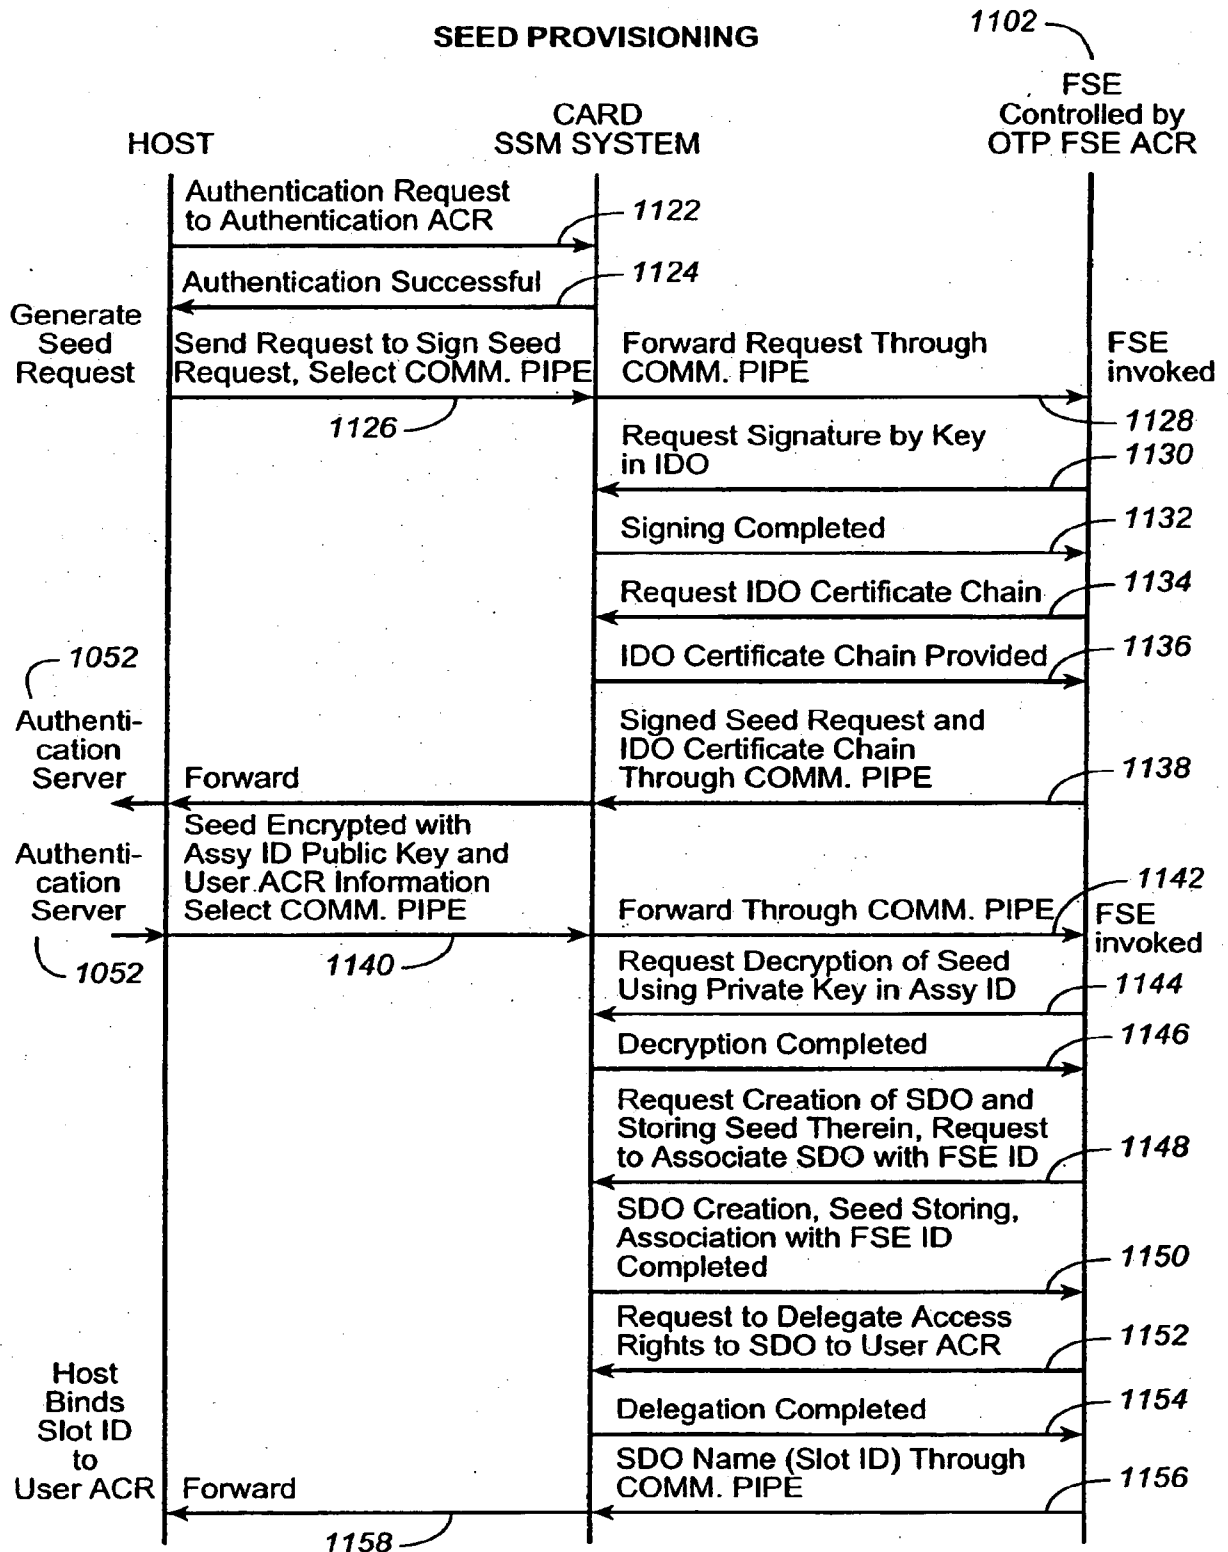 SEED PROVISIONING
1102
HOST
CARD
SSM SYSTEM
FSE
Controlled by
OTP FSE ACR
Authentication Request
to Authentication ACR
1122
Authentication Successful
1124
Generate
Seed
Request
Send Request to Sign Seed
Request, Select COMM. PIPE
1126
Forward Request Through
COMM. PIPE
FSE
invoked
1128
Request Signature by Key
in IDO
1130
Signing Completed
1132
Request IDO Certificate Chain
1134
IDO Certificate Chain Provided
1136
1052
Authenti-
cation
Server
Forward
Signed Seed Request and
IDO Certificate Chain
Through COMM. PIPE
1138
Authenti-
cation
Server
1052
Seed Encrypted with
Assy ID Public Key and
User ACR Information
Select COMM. PIPE
1140
Forward Through COMM. PIPE
1142
FSE
invoked
Request Decryption of Seed
Using Private Key in Assy ID
1144
Decryption Completed
1146
Request Creation of SDO and
Storing Seed Therein, Request
to Associate SDO with FSE ID
1148
SDO Creation, Seed Storing,
Association with FSE ID
Completed
1150
Request to Delegate Access
Rights to SDO to User ACR
1152
Delegation Completed
1154
Host
Binds
Slot ID
to
User ACR
Forward
1158
SDO Name (Slot ID) Through
COMM. PIPE
1156